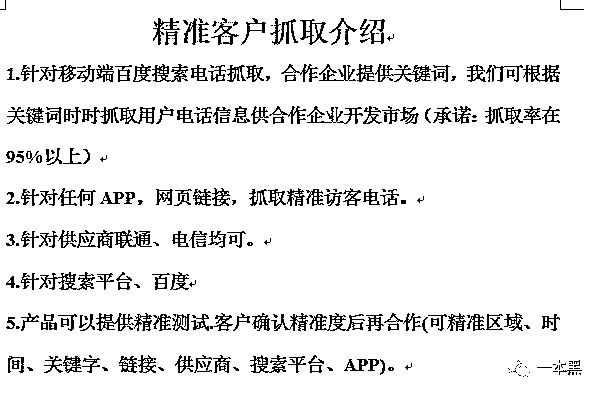 精准客户抓取介绍
1.针对移动端百度搜索电话抓取，合作企业提供关键词，我们可根据
关键词时时抓取用户电话信息供合作企业开发市场（承诺：抓取率在
95%以上）
2.针对任何 APP，网页链接，抓取精准访客电话。
3.针对供应商联通、电信均可。
4.针对搜索平台、百度
5.产品可以提供精准测试.客户确认精准度后再合作(可精准区域、时
间、关键字、链接、供应商、搜索平台、APP)。
一本黑